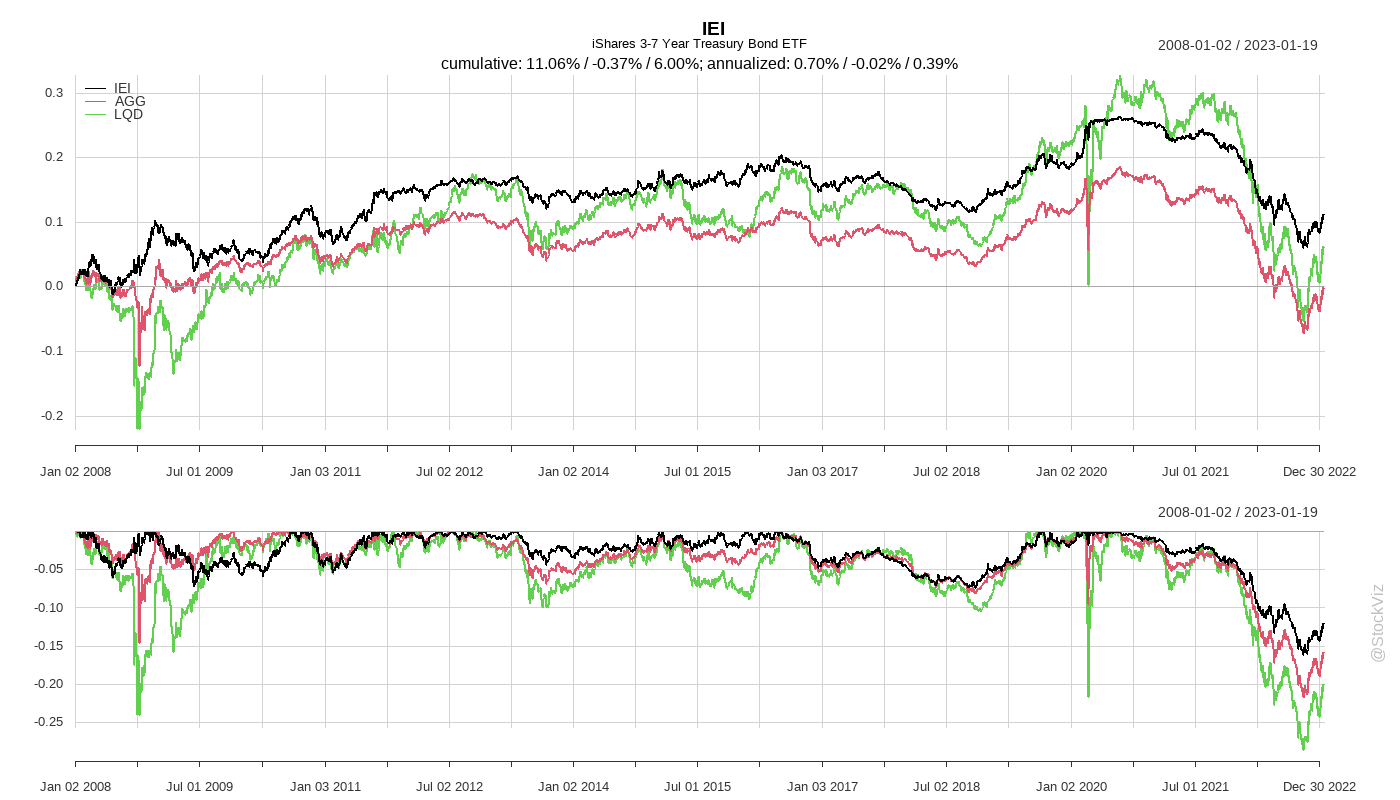 IEI
iShares 3-7 Year Treasury Bond ETF
2008-01-02 / 2023-01-19
cumulative: 11.06% / -0.37% / 6.00%; annualized: 0.70% / -0.02% / 0.39%
IEI
AGG
LQD
0.3
0.2
0.1
0.0
-0.1
-0.2
Jan 02 2008 Jul 01 2009 Jan 03 2011 Jul 02 2012 Jan 02 2014 Jul 01 2015 Jan 03 2017 Jul 02 2018 Jan 02 2020 Jul 01 2021 Dec 30 2022
2008-01-02 / 2023-01-19
-0.05
-0.10
-0.15
-0.20
-0.25
Jan 02 2008 Jul 01 2009 Jan 03 2011 Jul 02 2012 Jan 02 2014 Jul 01 2015 Jan 03 2017 Jul 02 2018 Jan 02 2020 Jul 01 2021 Dec 30 2022
@StockViz